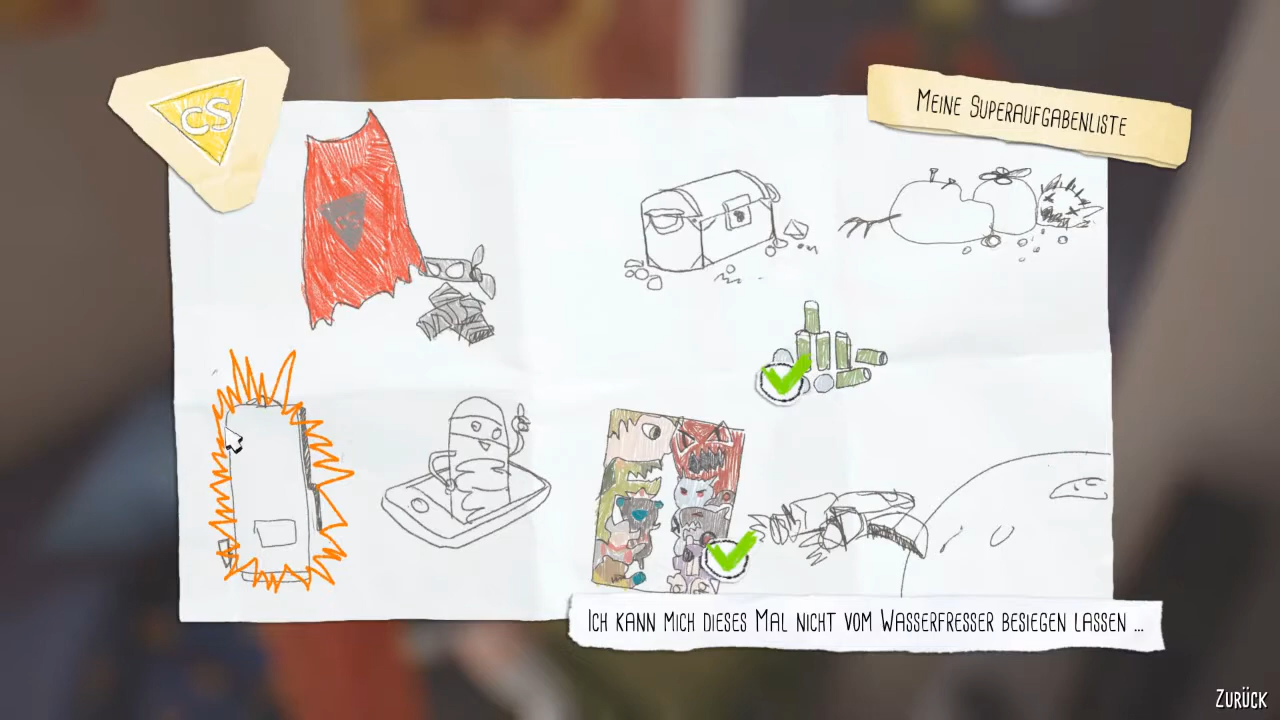 CS
Meine Superaufgabenliste
Ich kann mich dieses Mal nicht vom Wasserfresser besiegen lassen ...
Zurück